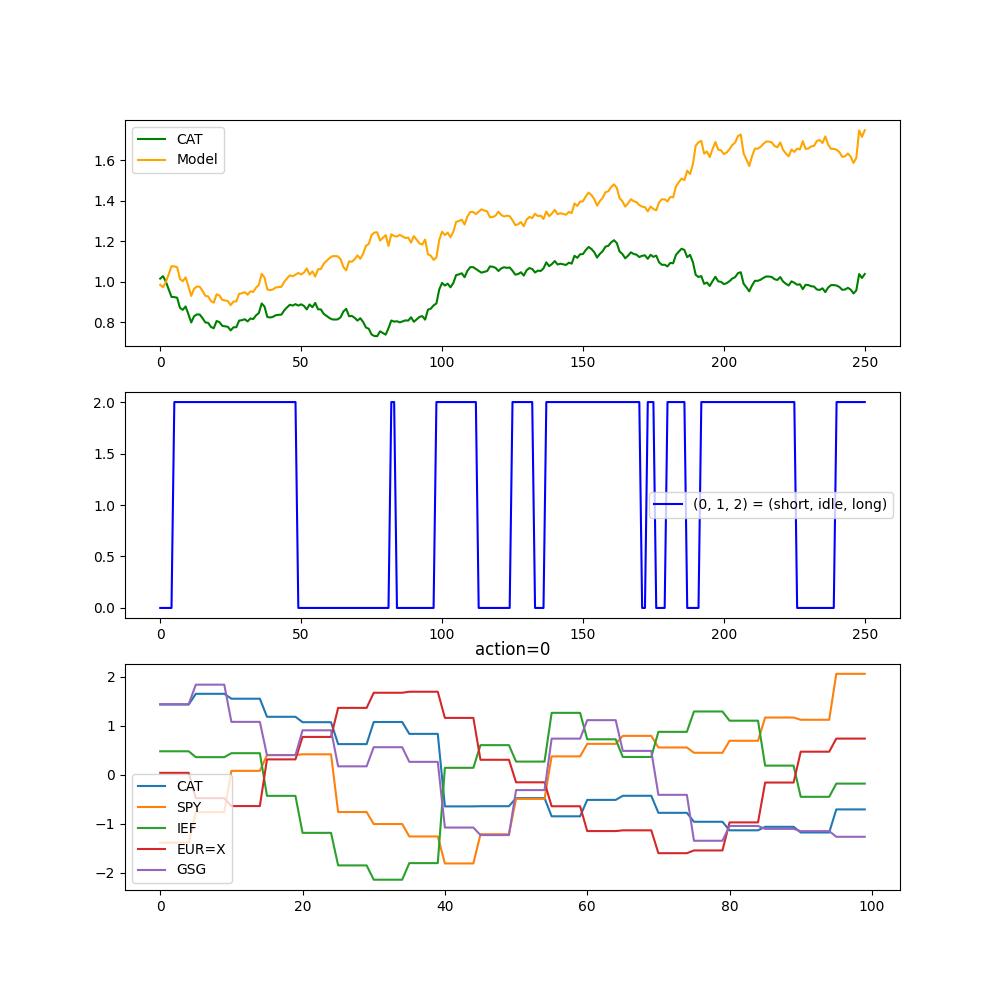 CAT
Model
1.6
1.4
1.2
1.0
0.8
0 50 100 150 200 250
2.0
1.5
1.0
0.5
0.0
(0, 1, 2) = (short, idle, long)
0 50 100 150 200 250
action=0
2
1
0
−1
−2
CAT
SPY
IEF
EUR=X
GSG
0 20 40 60 80 100